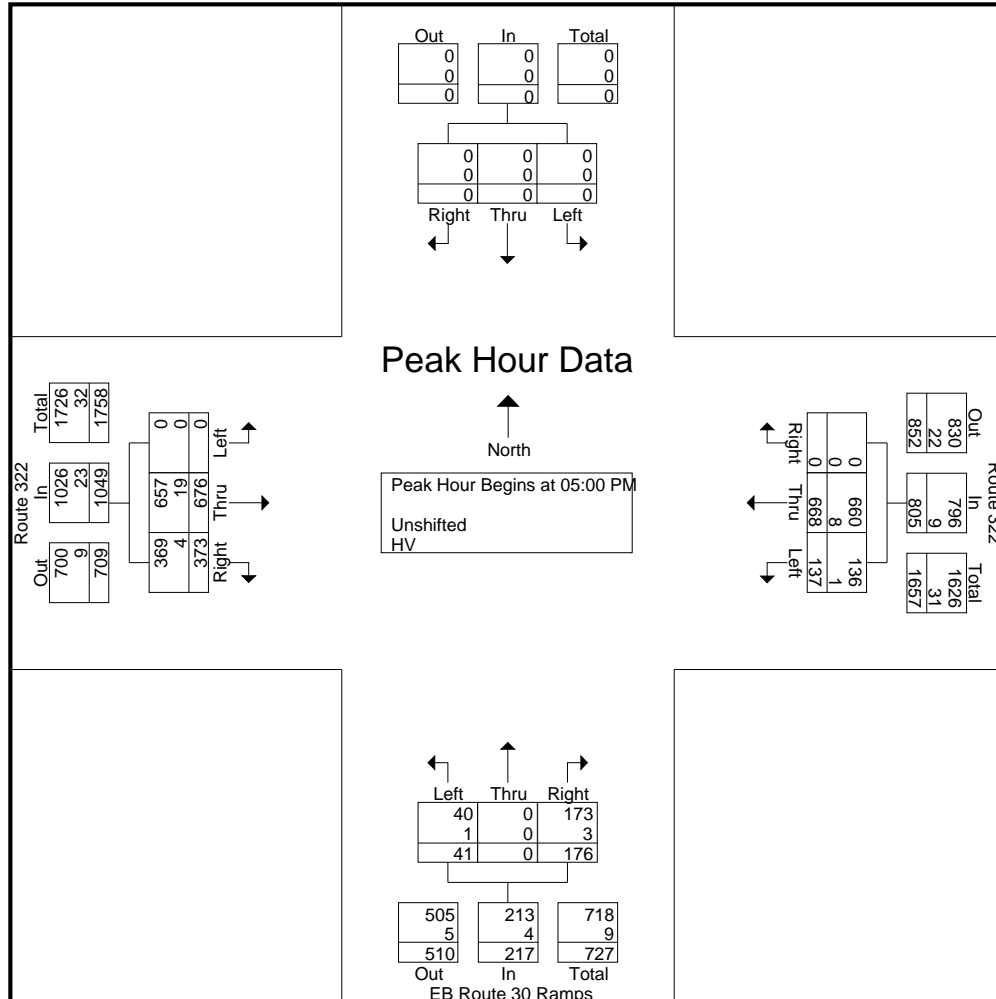 Out In Total
0 0 0
0 0 0
0 0 0
0 0 0
0 0 0
0 0 0
Right Thru Left
Peak Hour Data
North
Peak Hour Begins at 05:00 PM
Unshifted
HV
Route 322
Total In Out
1726 1026 700
32 23 9
1758 1049 709
0 657 369
0 19 4
0 676 373
Left Thru Right
Route 322
Out In Total
830 796 1626
22 9 31
852 805 1657
0 660 136
0 8 1
0 668 137
Right Thru Left
Left Thru Right
40 0 173
1 0 3
41 0 176
505 213 718
5 4 9
510 217 727
Out In Total
EB Route 30 Ramps